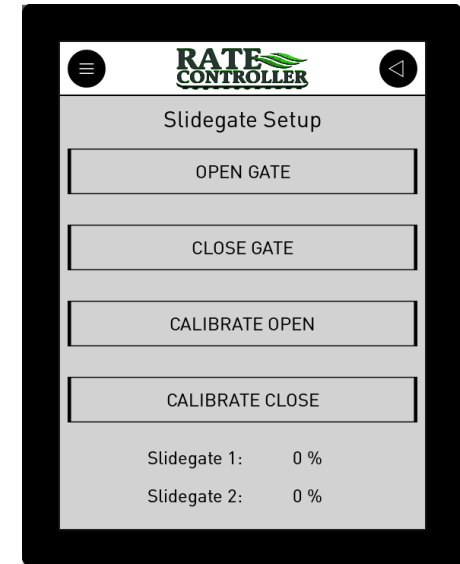 RATE
CONTROLLER
Slidegate Setup
OPEN GATE
CLOSE GATE
CALIBRATE OPEN
CALIBRATE CLOSE
Slidegate 1: 0 %
Slidegate 2: 0 %